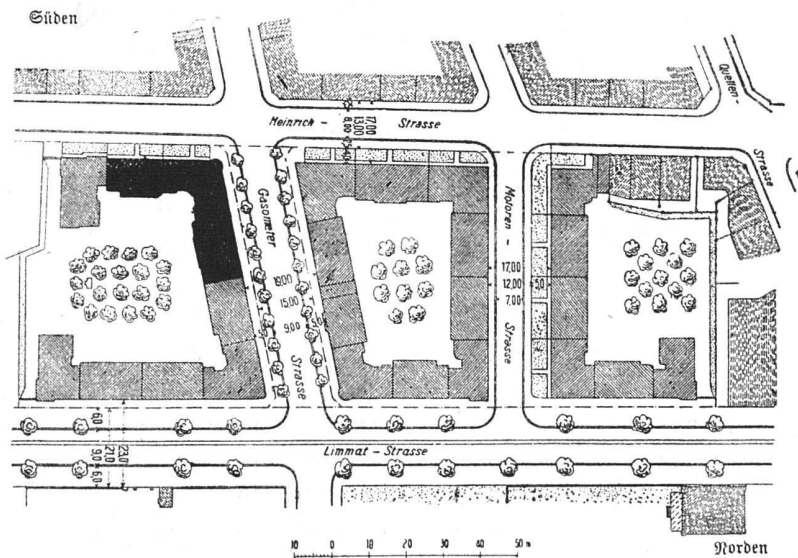 Süden
Quellen-
Strasse
Heinrich - Strasse
17.00
13.00
8.00
Gasometer
Strasse
19.00
15.00
9.00
Motoren -
Strasse
17.00
12.00
7.00
6.0
21.0
23.0
9.0
6.0
Limmat - Strasse
10 0 10 20 30 40 50 m
Norden